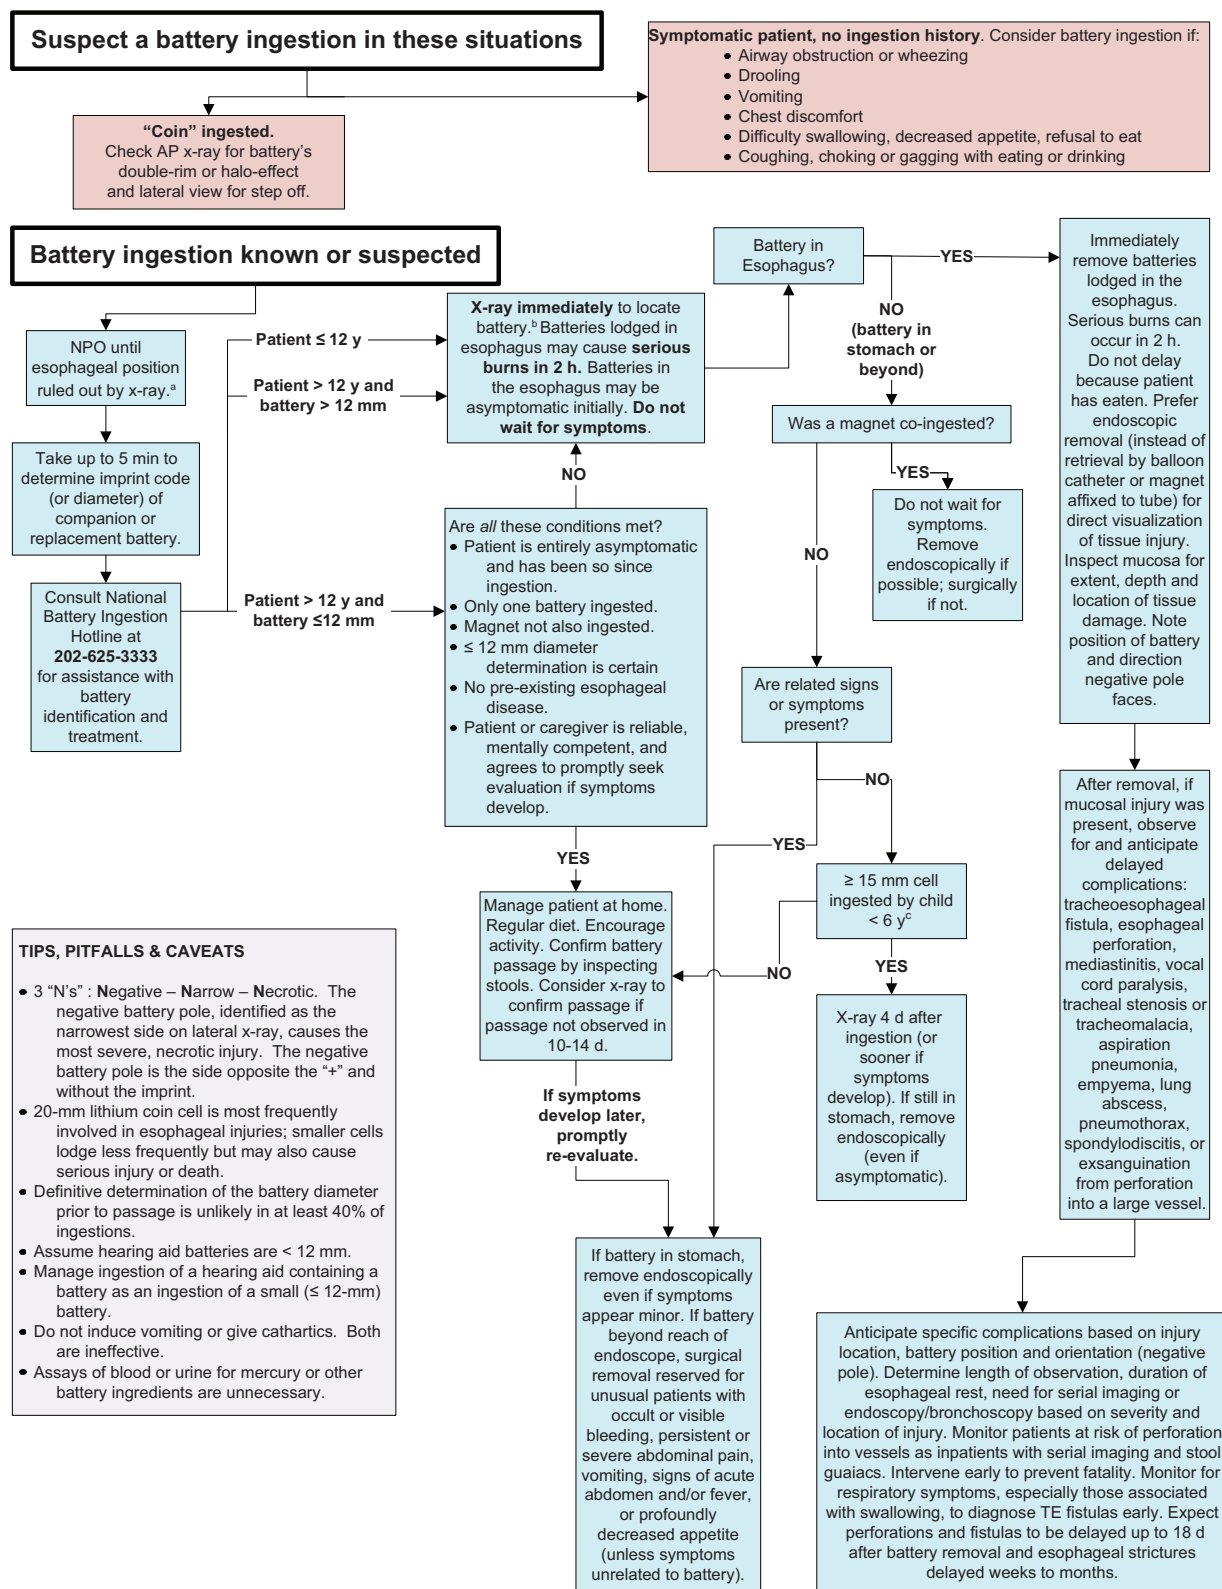 Suspect a battery ingestion in these situations
Symptomatic patient, no ingestion history. Consider battery ingestion if:
• Airway obstruction or wheezing
• Drooling
• Vomiting
• Chest discomfort
• Difficulty swallowing, decreased appetite, refusal to eat
• Coughing, choking or gagging with eating or drinking
“Coin” ingested.
Check AP x-ray for battery’s
double-rim or halo-effect
and lateral view for step off.
Battery ingestion known or suspected
NPO until
esophageal position
ruled out by x-ray.a
Take up to 5 min to
determine imprint code
(or diameter) of
companion or
replacement battery.
Consult National
Battery Ingestion
Hotline at
202-625-3333
for assistance with
battery
identification and
treatment.
Patient ≤ 12 y
Patient > 12 y and
battery > 12 mm
Patient > 12 y and
battery ≤12 mm
X-ray immediately to locate
battery.b Batteries lodged in
esophagus may cause serious
burns in 2 h. Batteries in
the esophagus may be
asymptomatic initially. Do not
wait for symptoms.
NO
Are all these conditions met?
• Patient is entirely asymptomatic
and has been so since
ingestion.
• Only one battery ingested.
• Magnet not also ingested.
• ≤ 12 mm diameter
determination is certain
• No pre-existing esophageal
disease.
• Patient or caregiver is reliable,
mentally competent, and
agrees to promptly seek
evaluation if symptoms
develop.
YES
Manage patient at home.
Regular diet. Encourage
activity. Confirm battery
passage by inspecting
stools. Consider x-ray to
confirm passage if
passage not observed in
10-14 d.
If symptoms
develop later,
promptly
re-evaluate.
If battery in stomach,
remove endoscopically
even if symptoms
appear minor. If battery
beyond reach of
endoscope, surgical
removal reserved for
unusual patients with
occult or visible
bleeding, persistent or
severe abdominal pain,
vomiting, signs of acute
abdomen and/or fever,
or profoundly
decreased appetite
(unless symptoms
unrelated to battery).
Battery in
Esophagus?
YES
NO
(battery in
stomach or
beyond)
Was a magnet co-ingested?
YES
Do not wait for
symptoms.
Remove
endoscopically if
possible; surgically
if not.
NO
Are related signs
or symptoms
present?
NO
YES
≥ 15 mm cell
ingested by child
< 6 yc
NO
YES
X-ray 4 d after
ingestion (or
sooner if
symptoms
develop). If still in
stomach, remove
endoscopically
(even if
asymptomatic).
Immediately
remove batteries
lodged in the
esophagus.
Serious burns can
occur in 2 h.
Do not delay
because patient
has eaten. Prefer
endoscopic
removal (instead of
retrieval by balloon
catheter or magnet
affixed to tube) for
direct visualization
of tissue injury.
Inspect mucosa for
extent, depth and
location of tissue
damage. Note
position of battery
and direction
negative pole
faces.
After removal, if
mucosal injury was
present, observe
for and anticipate
delayed
complications:
tracheoesophageal
fistula, esophageal
perforation,
mediastinitis, vocal
cord paralysis,
tracheal stenosis or
tracheomalacia,
aspiration
pneumonia,
empyema, lung
abscess,
pneumothorax,
spondylodiscitis, or
exsanguination
from perforation
into a large vessel.
Anticipate specific complications based on injury
location, battery position and orientation (negative
pole). Determine length of observation, duration of
esophageal rest, need for serial imaging or
endoscopy/bronchoscopy based on severity and
location of injury. Monitor patients at risk of perforation
into vessels as inpatients with serial imaging and stool
guaiacs. Intervene early to prevent fatality. Monitor for
respiratory symptoms, especially those associated
with swallowing, to diagnose TE fistulas early. Expect
perforations and fistulas to be delayed up to 18 d
after battery removal and esophageal strictures
delayed weeks to months.
TIPS, PITFALLS & CAVEATS
• 3 “N’s” : Negative – Narrow – Necrotic. The
negative battery pole, identified as the
narrowest side on lateral x-ray, causes the
most severe, necrotic injury. The negative
battery pole is the side opposite the “+” and
without the imprint.
• 20-mm lithium coin cell is most frequently
involved in esophageal injuries; smaller cells
lodge less frequently but may also cause
serious injury or death.
• Definitive determination of the battery diameter
prior to passage is unlikely in at least 40% of
ingestions.
• Assume hearing aid batteries are < 12 mm.
• Manage ingestion of a hearing aid containing a
battery as an ingestion of a small (≤ 12-mm)
battery.
• Do not induce vomiting or give cathartics. Both
are ineffective.
• Assays of blood or urine for mercury or other
battery ingredients are unnecessary.